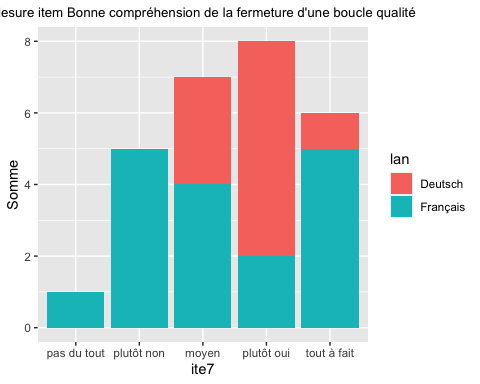 esure item Bonne compréhension de la fermeture d'une boucle qualité
8
6
4
2
0
Somme
pas du tout plutôt non moyen plutôt oui tout à fait
ite7
lan
Deutsch
Français